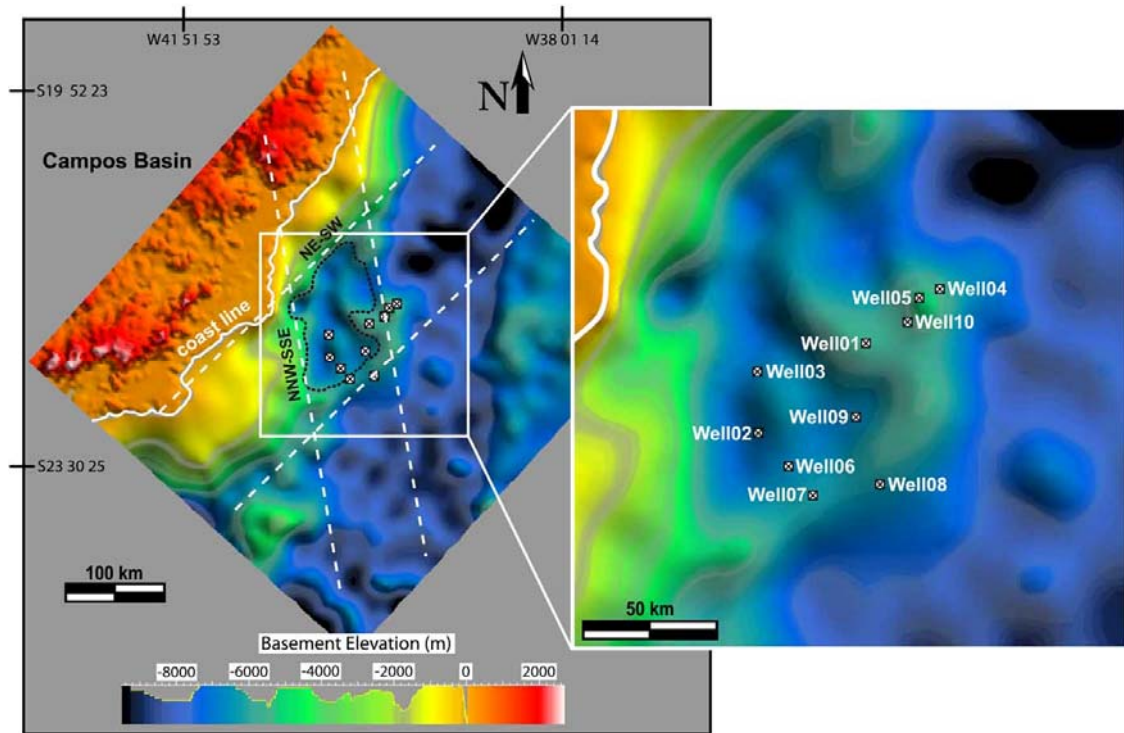 W41 51 53
W38 01 14
S19 52 23
N
Campos Basin
NE-SW
coast line
NNW-SSE
S23 30 25
100 km
Basement Elevation (m)
-8000 -6000 -4000 -2000 0 2000
Well04
Well05
Well10
Well01
Well03
Well09
Well02
Well06
Well08
Well07
50 km